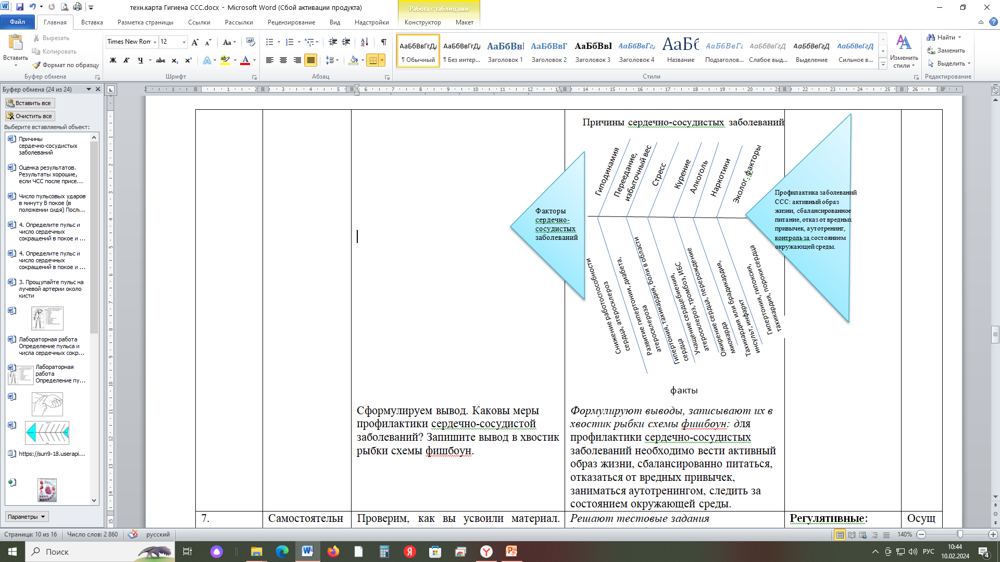 техн.карта Гигиена ССС.docx - Microsoft Word (Сбой активации продукта)
Работа с таблицами
Файл
Главная
Вставка
Разметка страницы
Ссылки
Рассылки
Рецензирование
Вид
Надстройки
Конструктор
Макет
Вставить
Вырезать
Копировать
Формат по образцу
Буфер обмена
Times New Rom
12
Шрифт
Абзац
АаБбВвГгДд
¶ Обычный
¶ Без интер...
Заголовок 1
Заголовок 2
Заголовок 3
Заголовок 4
Название
Подзаголов...
Слабое выд...
Выделение
Сильное в...
Стили
Изменить
стили
Найти
Заменить
Выделить
Редактирование
Буфер обмена (24 из 24)
Вставить все
Очистить все
Выберите вставляемый объект:
Причины
сердечно-сосудистых
заболеваний
Оценка результатов.
Результаты хорошие,
если ЧСС после присе...
Число пульсовых ударов
в минуту В покое (в
положении сидя) После...
4. Определите пульс и
число сердечных
сокращений в покое и ...
4. Определите пульс и
число сердечных
сокращений в покое и ...
3. Прощупайте пульс на
лучевой артерии около
кисти
Лабораторная работа
Определение пульса и
числа сердечных сокр...
Лабораторная
работа
Определение пу...
https://sun9-18.userapi...
Параметры
Причины сердечно-сосудистых заболеваний
Факторы
сердечно-
сосудистых
заболеваний
Гиподинамия
Переедание,
избыточный вес
Стресс
Курение
Алкоголь
Наркотики
Эколог. факторы
Профилактика заболеваний
ССС: активный образ
жизни, сбалансированное
питание, отказ от вредных
привычек, аутотренинг,
контроль за состоянием
окружающей среды.
Снижение работоспособности
сердца, атеросклероз
Развитие гипертонии, диабета,
атеросклероза
Гипертония, тахикардия, боли в области
сердца
Учащение сердцебиения,
атеросклероз, тромбоз, ИБС
Ожирение сердца, перерождение
миокарда
Тахикардия или брадикардия,
инсульт, инфаркт
Гипертония, гипоксия,
тахикардия, пороки сердца
факты
Сформулируем вывод. Каковы меры
профилактики сердечно-сосудистой
заболеваний? Запишите вывод в хвостик
рыбки схемы фишбоун.
Формулируют выводы, записывают их в
хвостик рыбки схемы фишбоун: для
профилактики сердечно-сосудистых
заболеваний необходимо вести активный
образ жизни, сбалансированно питаться,
отказаться от вредных привычек,
заниматься аутотренингом, следить за
состоянием окружающей среды.
7.
Самостоятельн
Проверим, как вы усвоили материал.
Решают тестовые задания
Регулятивные:
Осущ
Страница: 10 из 16
Число слов: 2 860
русский
140%
Поиск
РУС
10:44
10.02.2024
4